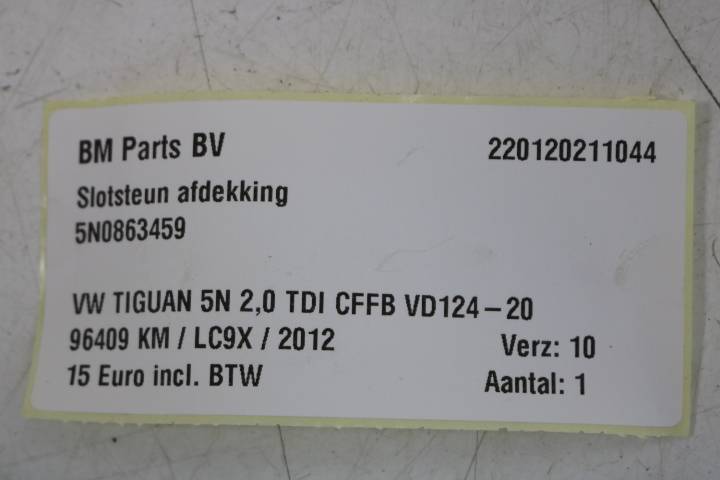 BM Parts BV 220120211044
Slotsteun afdekking
5N0863459
VW TIGUAN 5N 2,0 TDI CFFB VD124-20
96409 KM / LC9X / 2012 Verz: 10
15 Euro incl. BTW Aantal: 1